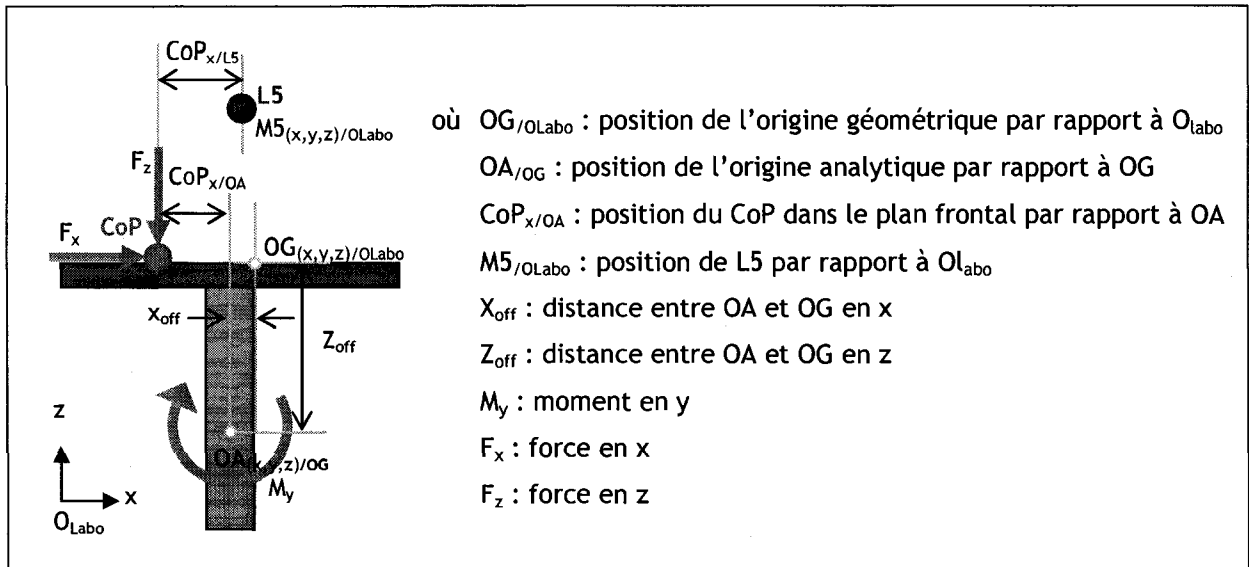 CoPx/L5
L5
M5(x,y,z)/OLabo
Fz
CoPx/OA
Fx
CoP
OG(x,y,z)/OLabo
xoff
Zoff
z
OA(x,y,z)/OG
My
x
OLabo
où OG/OLabo : position de l'origine géométrique par rapport à Olabo
OA/OG : position de l'origine analytique par rapport à OG
CoPx/OA : position du CoP dans le plan frontal par rapport à OA
M5/OLabo : position de L5 par rapport à Olabo
Xoff : distance entre OA et OG en x
Zoff : distance entre OA et OG en z
My : moment en y
Fx : force en x
Fz : force en z